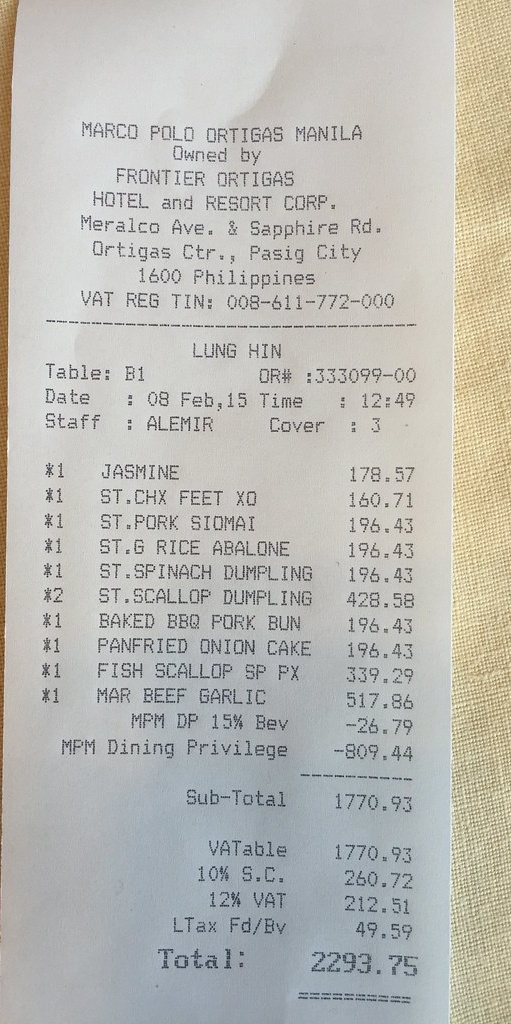 MARCO POLO ORTIGAS MANILA
Owned by
FRONTIER ORTIGAS
HOTEL and RESORT CORP.
Meralco Ave. & Sapphire Rd.
Ortigas Ctr., Pasig City
1600 Philippines
VAT REG TIN: 008-611-772-000
LUNG HIN
Table: B1 OR# :333099-00
Date : 08 Feb,15 Time : 12:49
Staff : ALEMIR Cover : 3
*1 JASMINE 178.57
*1 ST.CHX FEET XO 160.71
*1 ST.PORK SIOMAI 196.43
*1 ST.G RICE ABALONE 196.43
*1 ST.SPINACH DUMPLING 196.43
*2 ST.SCALLOP DUMPLING 428.58
*1 BAKED BBQ PORK BUN 196.43
*1 PANFRIED ONION CAKE 196.43
*1 FISH SCALLOP SP PX 339.29
*1 MAR BEEF GARLIC 517.86
MPM DP 15% Bev -26.79
MPM Dining Privilege -809.44
Sub-Total 1770.93
VATable 1770.93
10% S.C. 260.72
12% VAT 212.51
LTax Fd/Bv 49.59
Total: 2293.75